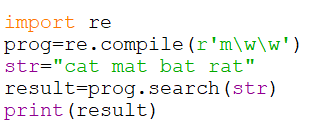 import re
prog=re.compile(r'm\w\w')
str="cat mat bat rat"
result=prog.search(str)
print(result)